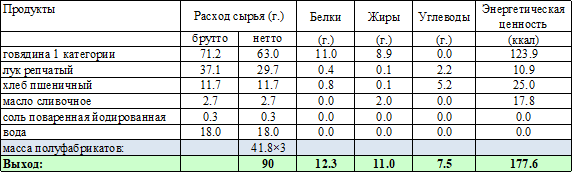 Продукты Расход сырья (г.) Белки Жиры Углеводы Энергетическая ценность
брутто нетто (г.) (г.) (г.) (ккал)
говядина 1 категории 71.2 63.0 11.0 8.9 0.0 123.9
лук репчатый 37.1 29.7 0.4 0.1 2.2 10.9
хлеб пшеничный 11.7 11.7 0.8 0.1 5.2 25.0
масло сливочное 2.7 2.7 0.0 2.0 0.0 17.8
соль поваренная йодированная 0.3 0.3 0.0 0.0 0.0 0.0
вода 18.0 18.0 0.0 0.0 0.0 0.0
масса полуфабрикатов: 41.8×3
Выход: 90 12.3 11.0 7.5 177.6